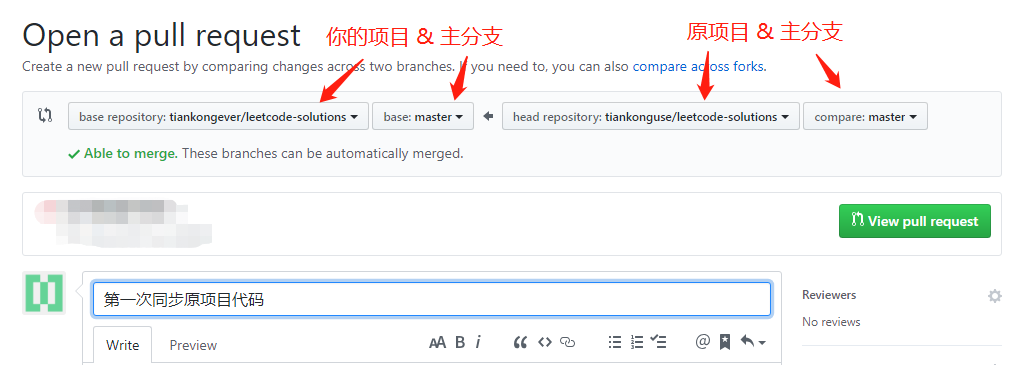 Open a pull request
你的项目 & 主分支
原项目 & 主分支
Create a new pull request by comparing changes across two branches. If you need to, you can also compare across forks.
base repository: tiankongever/leetcode-solutions
base: master
head repository: tiankonguse/leetcode-solutions
compare: master
Able to merge. These branches can be automatically merged.
View pull request
第一次同步原项目代码
Reviewers
No reviews
Write
Preview
AA B i
@